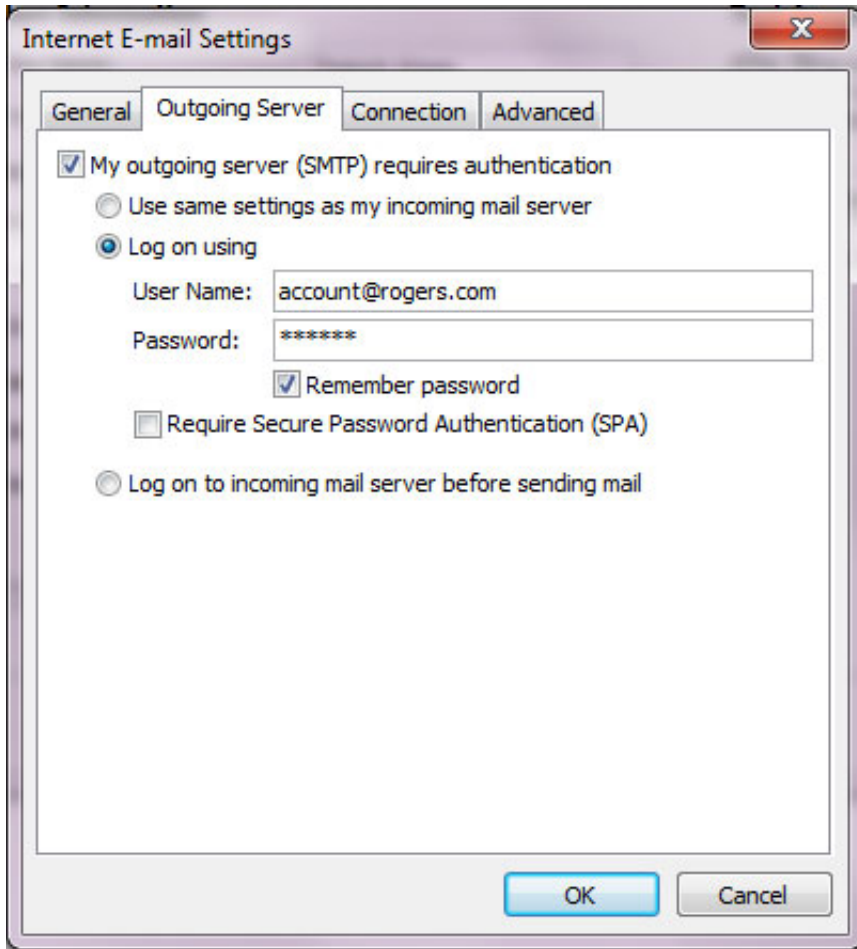 Internet E-mail Settings
General Outgoing Server Connection Advanced
My outgoing server (SMTP) requires authentication
Use same settings as my incoming mail server
Log on using
User Name: account@rogers.com
Password: ******
Remember password
Require Secure Password Authentication (SPA)
Log on to incoming mail server before sending mail
OK Cancel